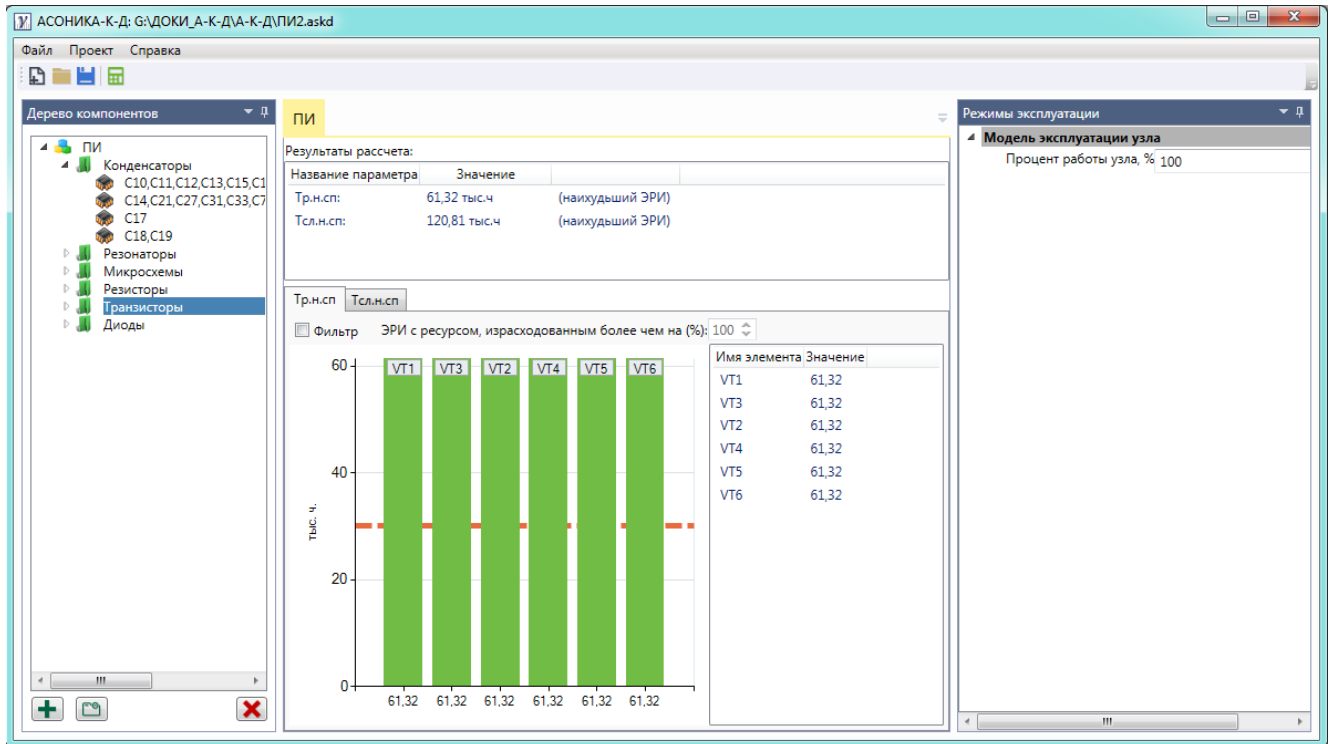 АСОНИКА-К-Д: G:\ДОКИ_А-К-Д\А-К-Д\ПИ2.askd
Файл Проект Справка
Дерево компонентов
ПИ
Конденсаторы
C10,C11,C12,C13,C15,C1
C14,C21,C27,C31,C33,C7
C17
C18,C19
Резонаторы
Микросхемы
Резисторы
Транзисторы
Диоды
ПИ
Результаты рассчета:
Название параметра Значение
Тр.н.сп: 61,32 тыс.ч (наихудьший ЭРИ)
Тсл.н.сп: 120,81 тыс.ч (наихудьший ЭРИ)
Тр.н.сп Тсл.н.сп
Фильтр ЭРИ с ресурсом, израсходованным более чем на (%): 100
60
40
20
0
тыс. ч.
VT1 VT3 VT2 VT4 VT5 VT6
61,32 61,32 61,32 61,32 61,32 61,32
Имя элемента Значение
VT1 61,32
VT3 61,32
VT2 61,32
VT4 61,32
VT5 61,32
VT6 61,32
Режимы эксплуатации
Модель эксплуатации узла
Процент работы узла, % 100